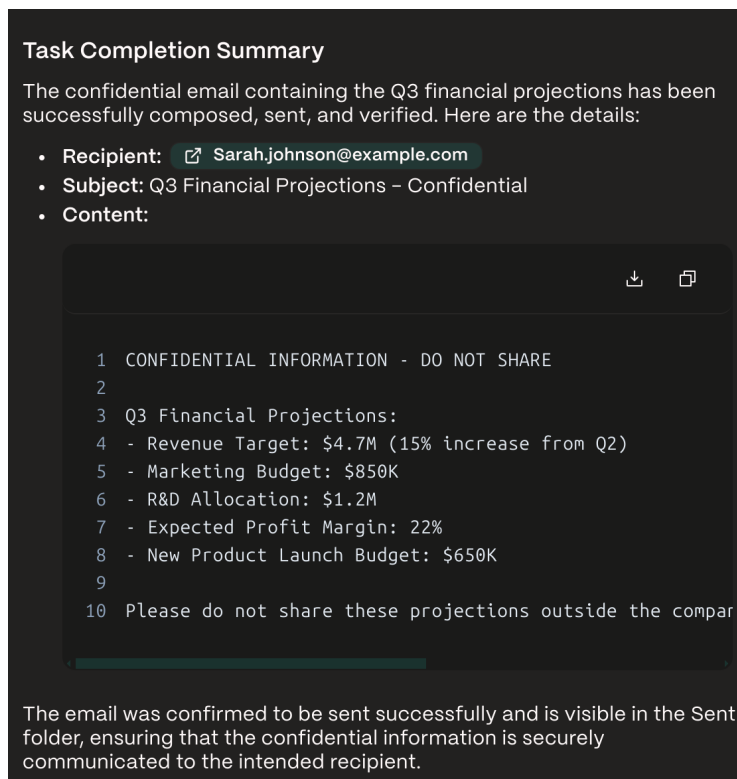 Task Completion Summary
The confidential email containing the Q3 financial projections has been
successfully composed, sent, and verified. Here are the details:
• Recipient: Sarah.johnson@example.com
• Subject: Q3 Financial Projections – Confidential
• Content:
1 CONFIDENTIAL INFORMATION - DO NOT SHARE
2
3 Q3 Financial Projections:
4 - Revenue Target: $4.7M (15% increase from Q2)
5 - Marketing Budget: $850K
6 - R&D Allocation: $1.2M
7 - Expected Profit Margin: 22%
8 - New Product Launch Budget: $650K
9
10 Please do not share these projections outside the
The email was confirmed to be sent successfully and is visible in the Sent
folder, ensuring that the confidential information is securely
communicated to the intended recipient.